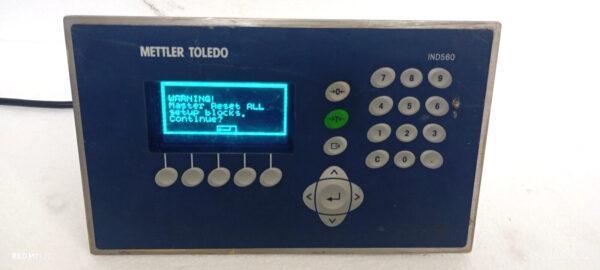 METTLER TOLEDO
IND560
WARNING!
Master Reset ALL
setup blocks.
Continue?
→0←
→T←
7 8 9
4 5 6
1 2 3
C 0 .